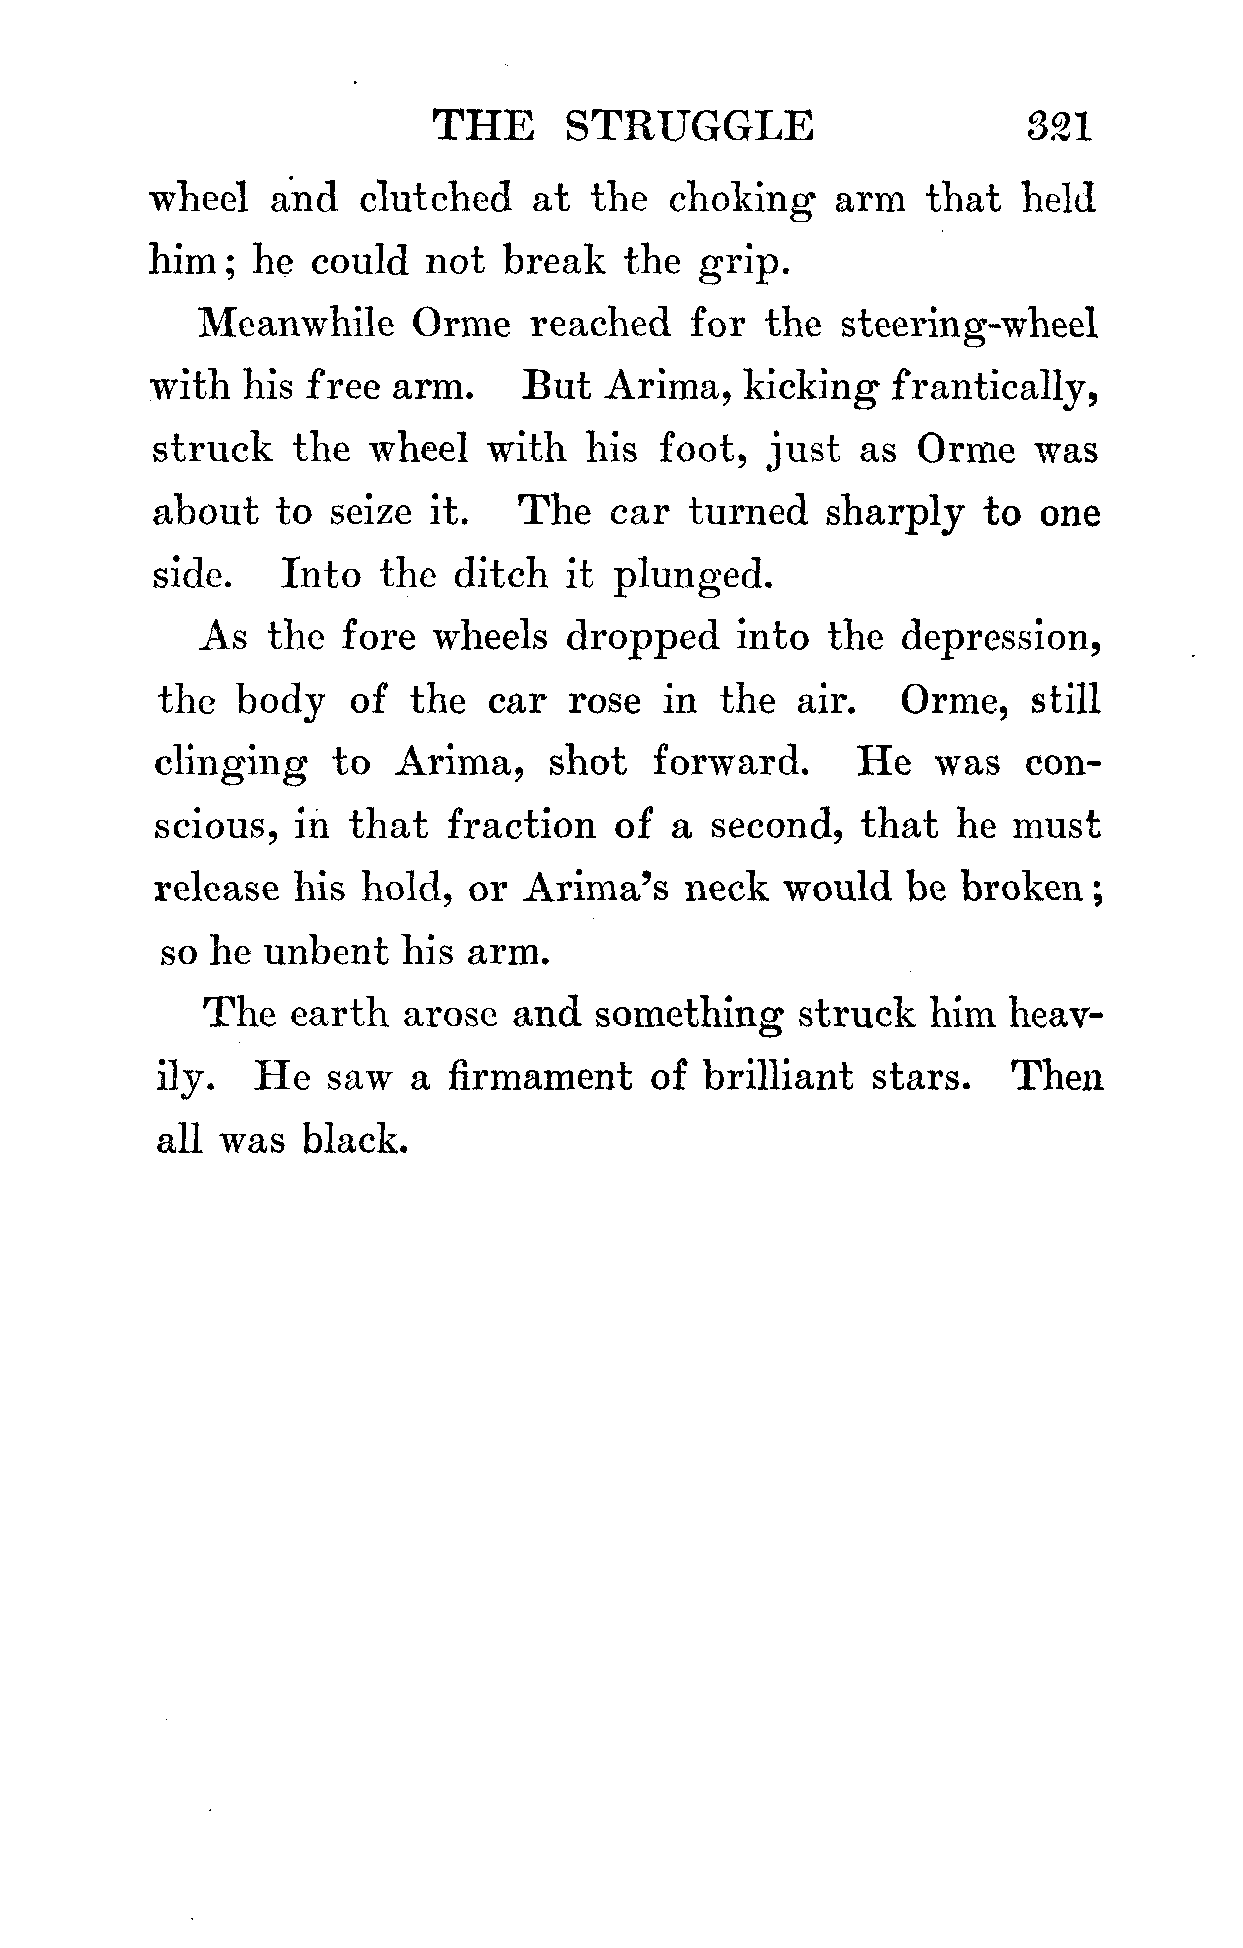 THE STRUGGLE 321
wheel and clutched at the choking arm that held
him; he could not break the grip.
Meanwhile Orme reached for the steering-wheel
with his free arm. But Arima, kicking frantically,
struck the wheel with his foot, just as Orme was
about to seize it. The car turned sharply to one
side. Into the ditch it plunged.
As the fore wheels dropped into the depression,
the body of the car rose in the air. Orme, still
clinging to Arima, shot forward. He was con-
scious, in that fraction of a second, that he must
release his hold, or Arima's neck would be broken;
so he unbent his arm.
The earth arose and something struck him heav-
ily. He saw a firmament of brilliant stars. Then
all was black.